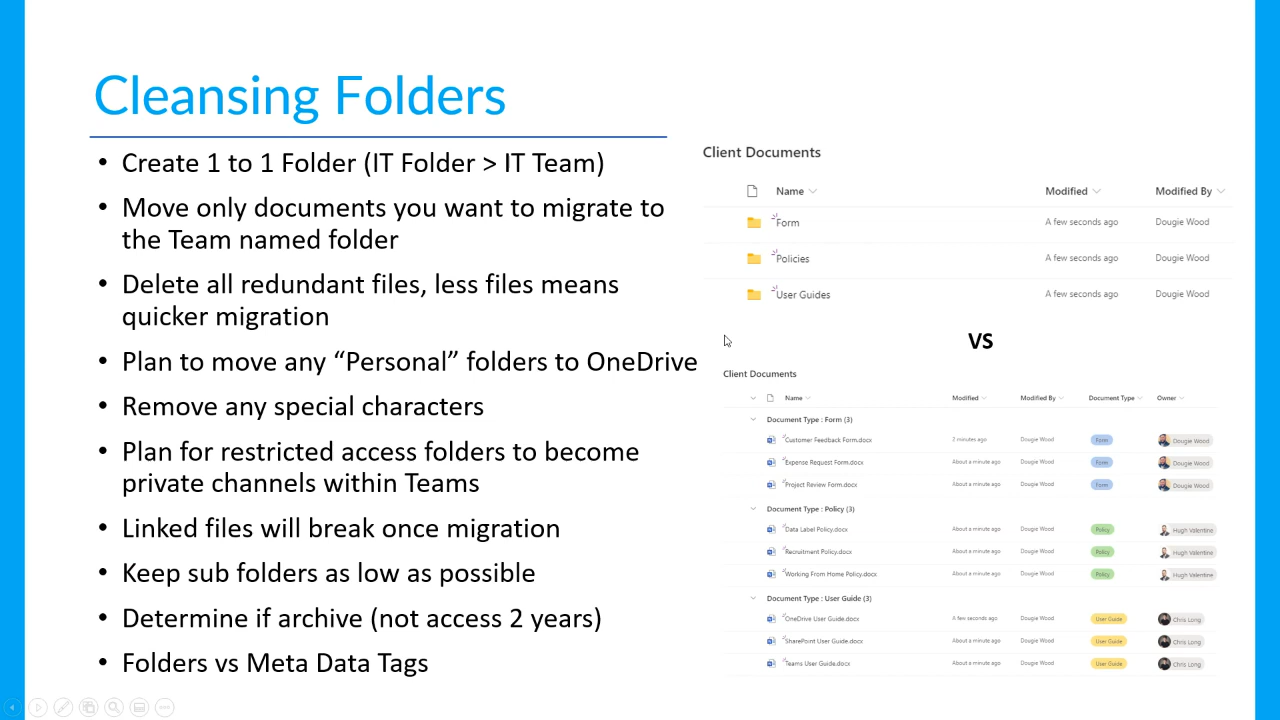 Cleansing Folders
• Create 1 to 1 Folder (IT Folder > IT Team)
• Move only documents you want to migrate to
the Team named folder
• Delete all redundant files, less files means
quicker migration
• Plan to move any “Personal” folders to OneDrive
• Remove any special characters
• Plan for restricted access folders to become
private channels within Teams
• Linked files will break once migration
• Keep sub folders as low as possible
• Determine if archive (not access 2 years)
• Folders vs Meta Data Tags
Client Documents
Name Modified Modified By
Form A few seconds ago Dougie Wood
Policies A few seconds ago Dougie Wood
User Guides A few seconds ago Dougie Wood
VS
Client Documents
Name Modified Modified By Document Type Owner
Document Type : Form (3)
Customer Feedback Form.docx 2 minutes ago Dougie Wood Form Dougie Wood
Expense Request Form.docx About a minute ago Dougie Wood Form Dougie Wood
Project Review Form.docx About a minute ago Dougie Wood Form Dougie Wood
Document Type : Policy (3)
Data Label Policy.docx About a minute ago Dougie Wood Policy Hugh Valentine
Recruitment Policy.docx About a minute ago Dougie Wood Policy Hugh Valentine
Working From Home Policy.docx About a minute ago Dougie Wood Policy Hugh Valentine
Document Type : User Guide (3)
OneDrive User Guide.docx A few seconds ago Dougie Wood User Guide Chris Long
SharePoint User Guide.docx About a minute ago Dougie Wood User Guide Chris Long
Teams User Guide.docx About a minute ago Dougie Wood User Guide Chris Long